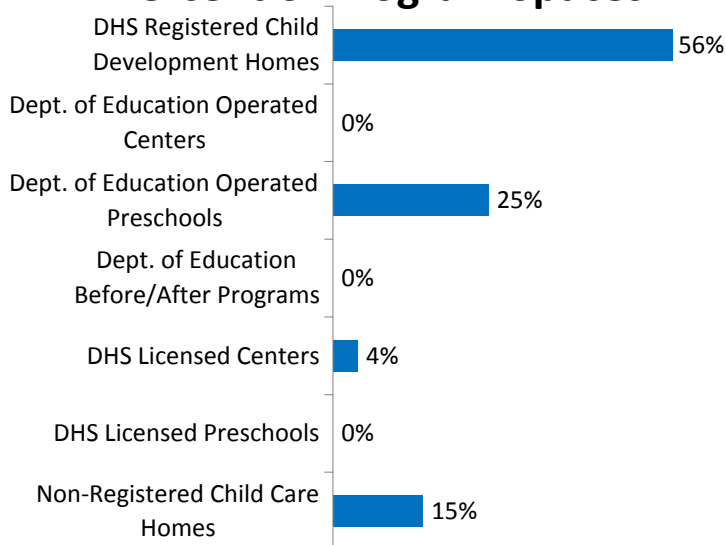 DHS Registered Child
Development Homes
56%
Dept. of Education Operated
Centers
0%
Dept. of Education Operated
Preschools
25%
Dept. of Education
Before/After Programs
0%
DHS Licensed Centers
4%
DHS Licensed Preschools
0%
Non-Registered Child Care
Homes
15%